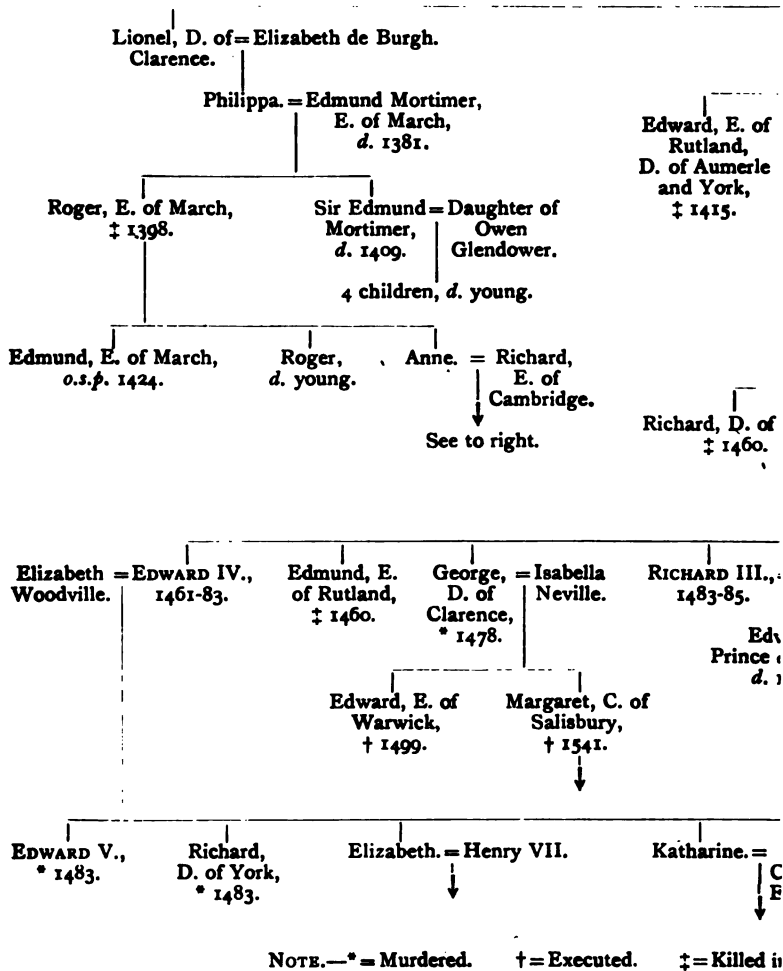 Lionel, D. of = Elizabeth de Burgh.
Clarence.
Philippa. = Edmund Mortimer,
E. of March,
d. 1381.
Edward, E. of
Rutland,
D. of Aumerle
and York,
‡ 1415.
Roger, E. of March,
‡ 1398.
Sir Edmund = Daughter of
Mortimer, Owen
d. 1409. Glendower.
4 children, d. young.
Edmund, E. of March,
o.s.p. 1424.
Roger,
d. young.
Anne. = Richard,
E. of
Cambridge.
See to right.
Richard, D. of
‡ 1460.
Elizabeth = EDWARD IV.,
Woodville. 1461-83.
Edmund, E.
of Rutland,
‡ 1460.
George, = Isabella
D. of Neville.
Clarence,
* 1478.
RICHARD III.,
1483-85.
Prince
d.
Edward, E. of
Warwick,
† 1499.
Margaret, C. of
Salisbury,
† 1541.
EDWARD V.,
* 1483.
Richard,
D. of York,
* 1483.
Elizabeth. = Henry VII.
Katharine. =
NOTE.—* = Murdered. † = Executed. ‡ = Killed